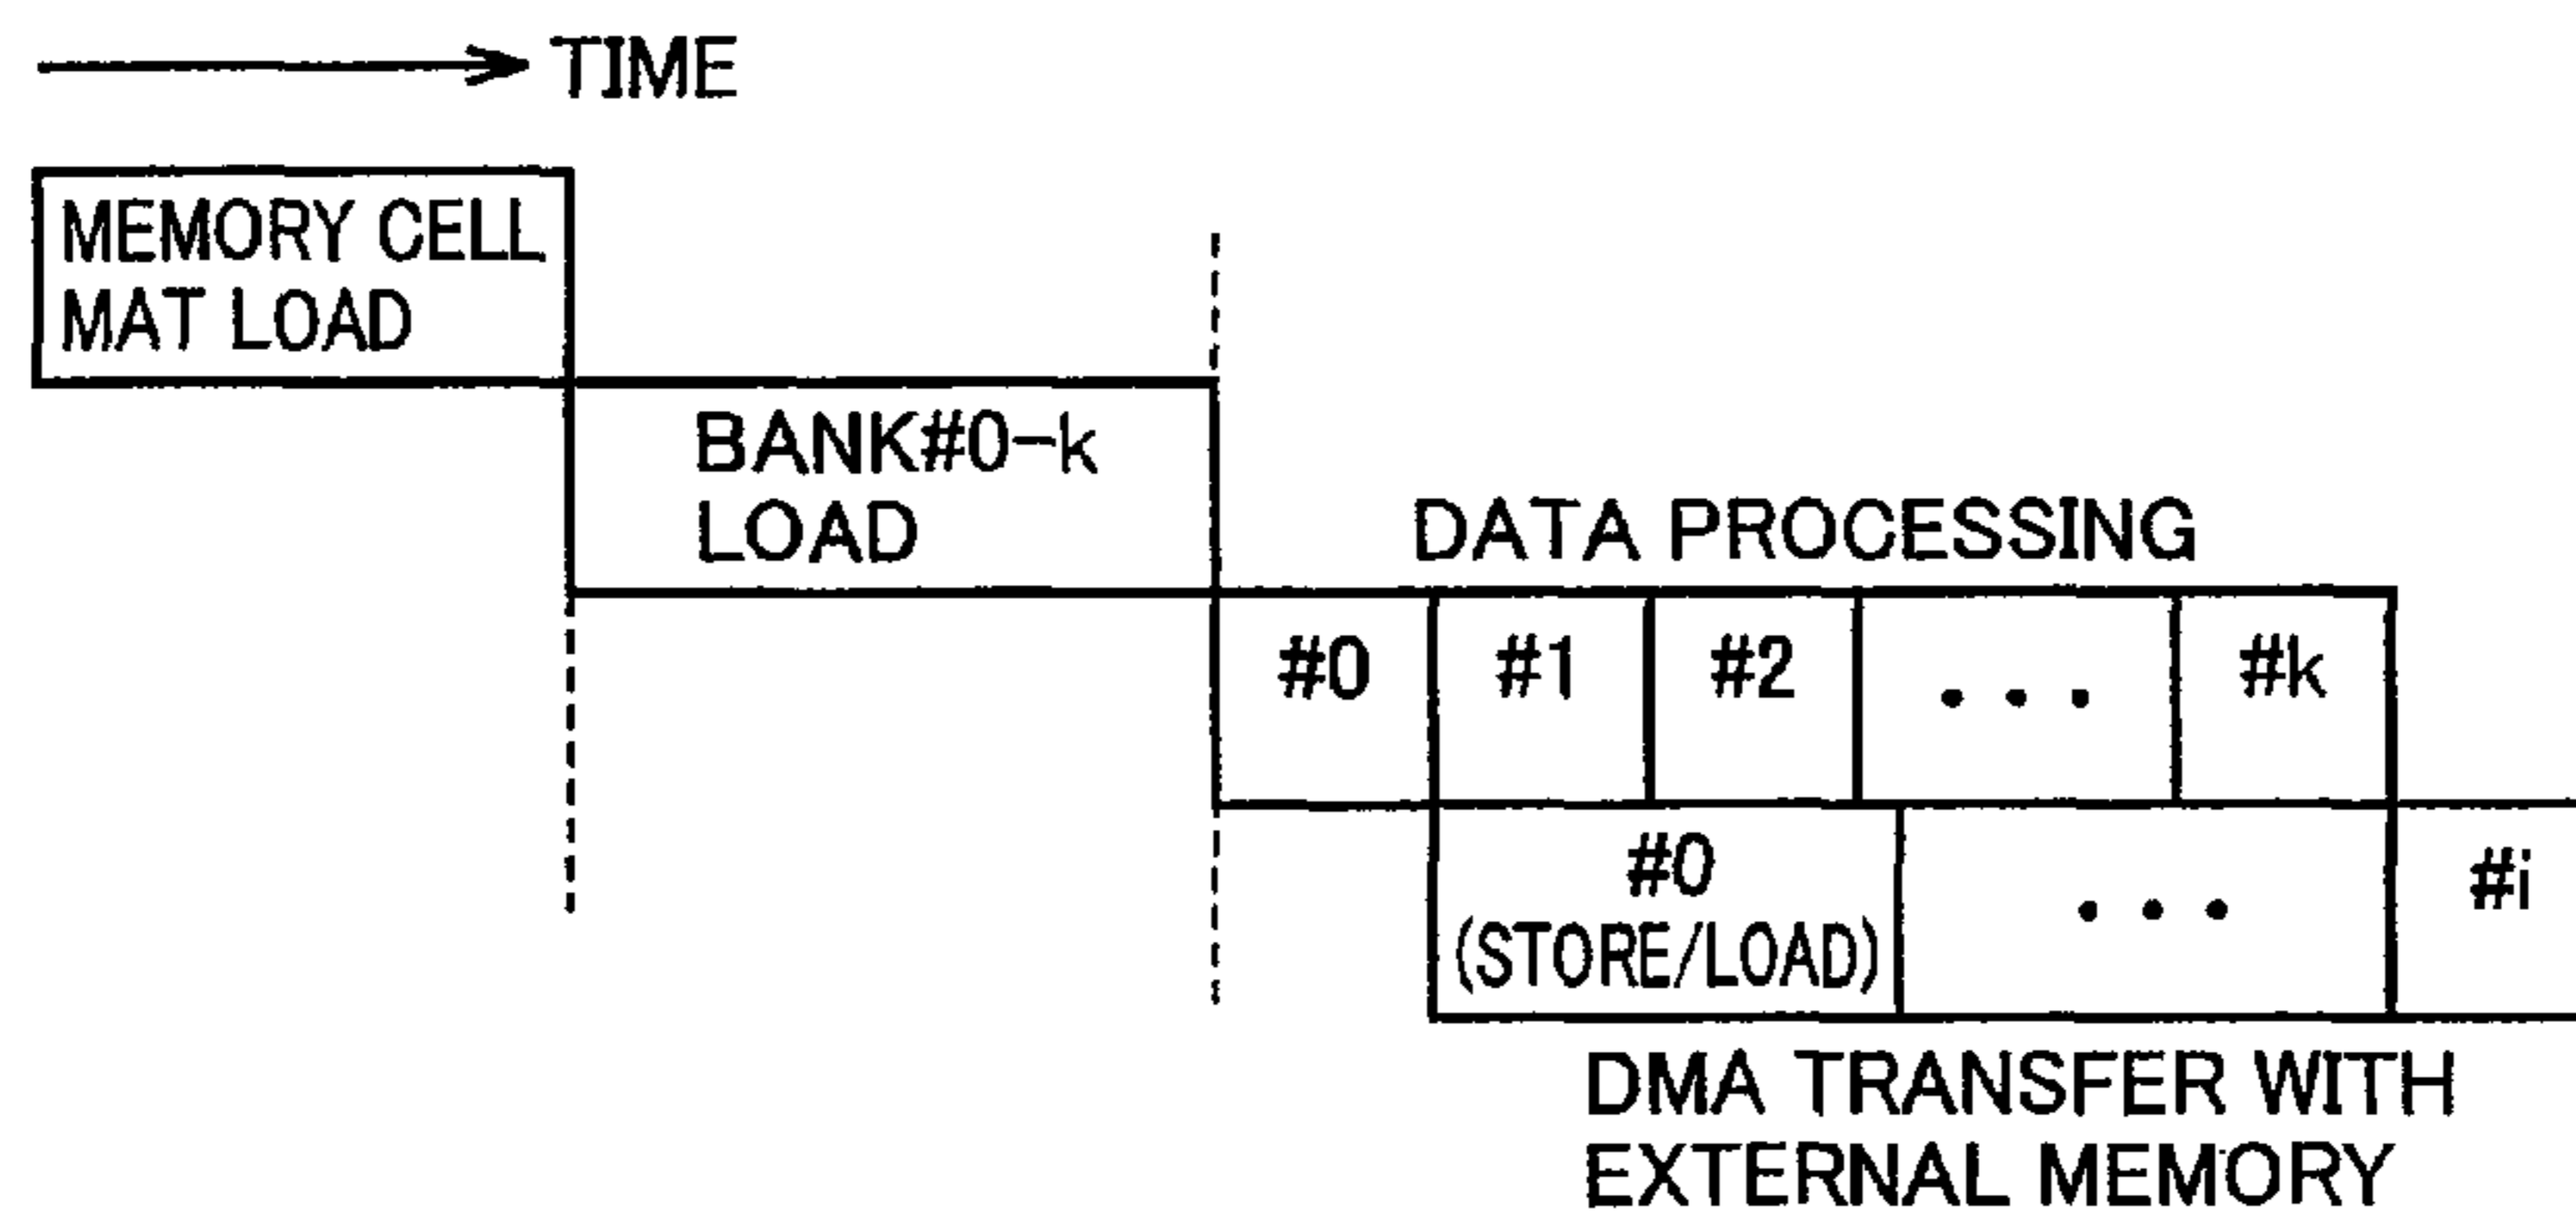 TIME
MEMORY CELL
MAT LOAD
BANK#0-k
LOAD
DATA PROCESSING
#0 #1 #2 ... #k
#0
(STORE/LOAD)
... #i
DMA TRANSFER WITH
EXTERNAL MEMORY